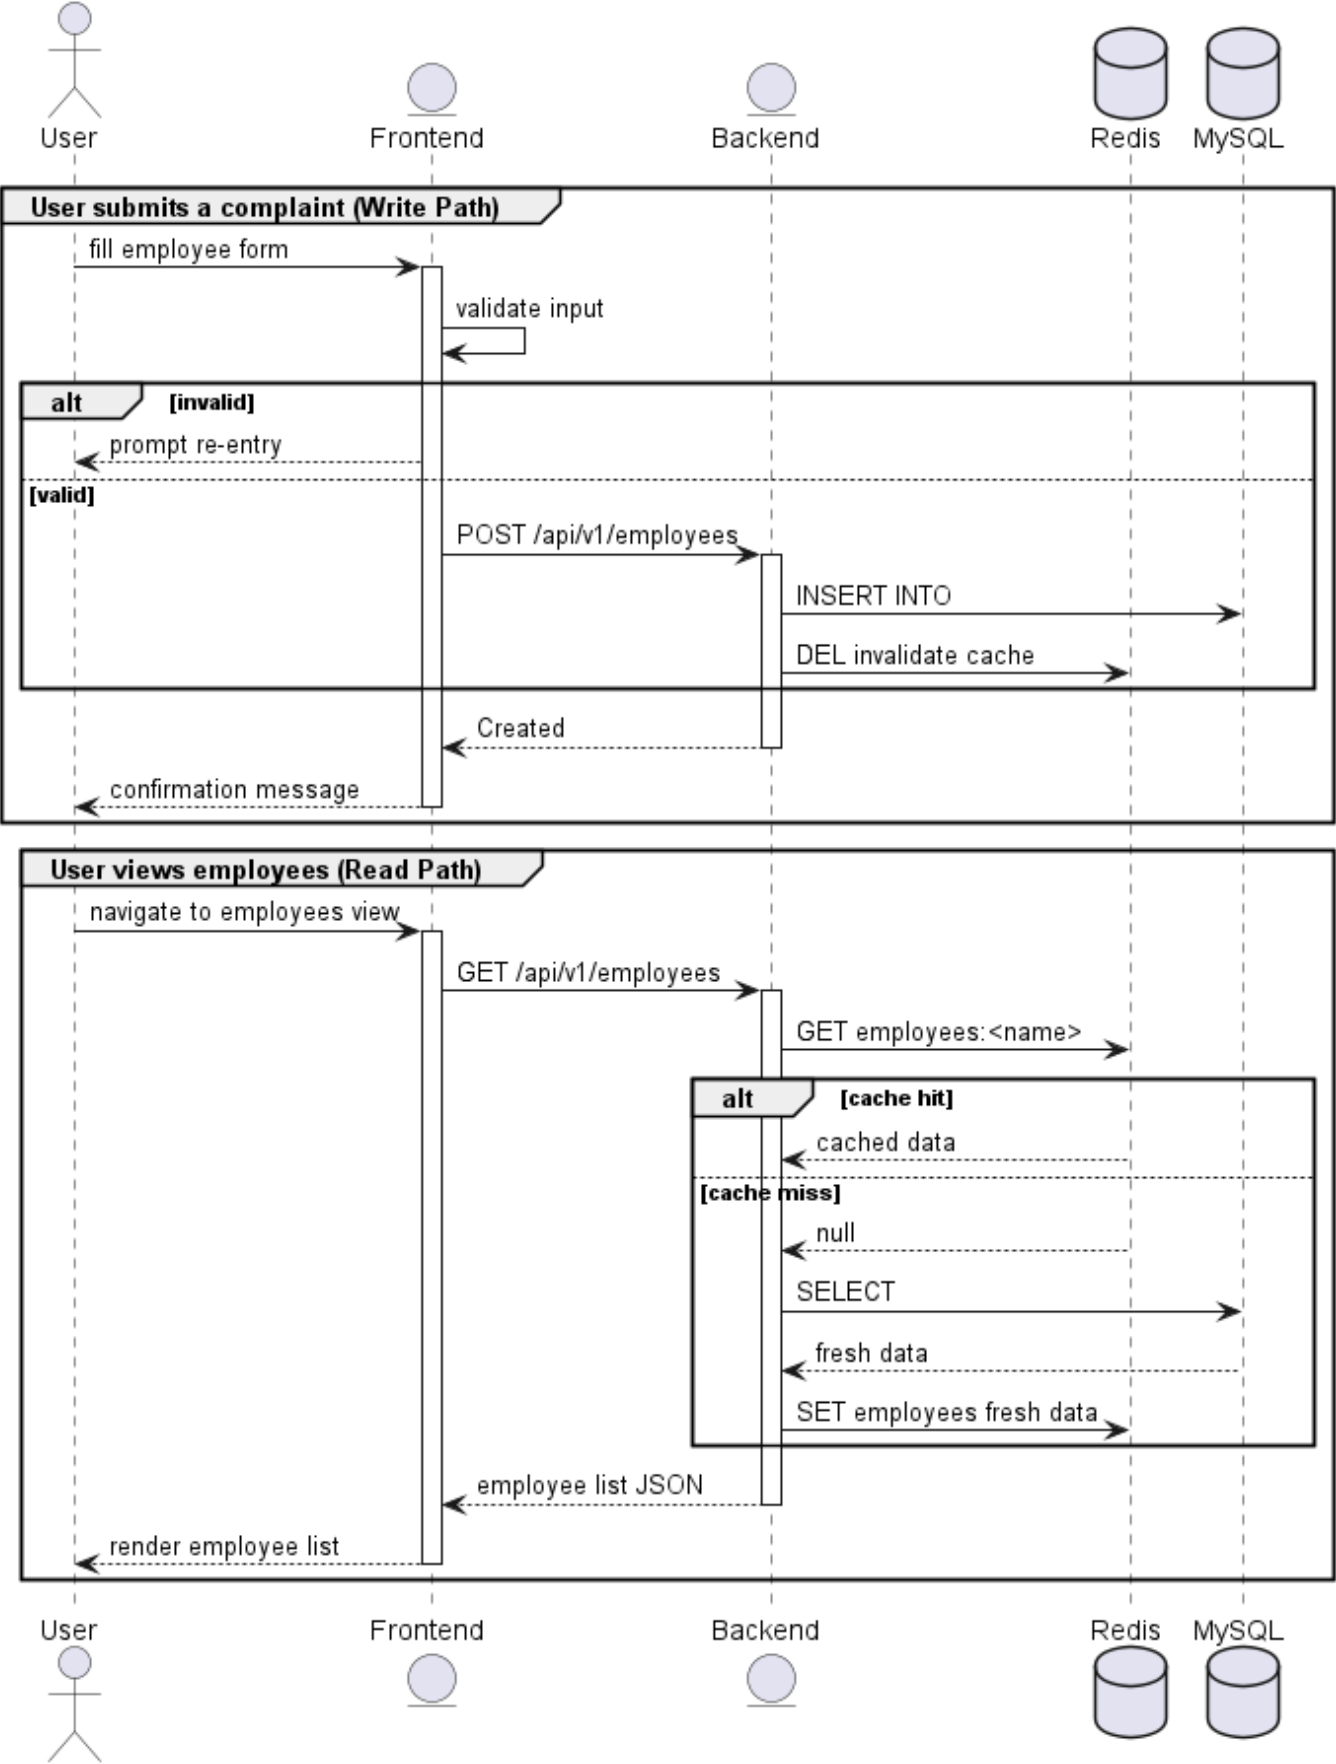 User
Frontend
Backend
Redis
MySQL
User submits a complaint (Write Path)
fill employee form
validate input
alt
[invalid]
prompt re-entry
[valid]
POST /api/v1/employees
INSERT INTO
DEL invalidate cache
Created
confirmation message
User views employees (Read Path)
navigate to employees view
GET /api/v1/employees
GET employees:<name>
alt
[cache hit]
cached data
[cache miss]
null
SELECT
fresh data
SET employees fresh data
employee list JSON
render employee list
User
Frontend
Backend
Redis
MySQL